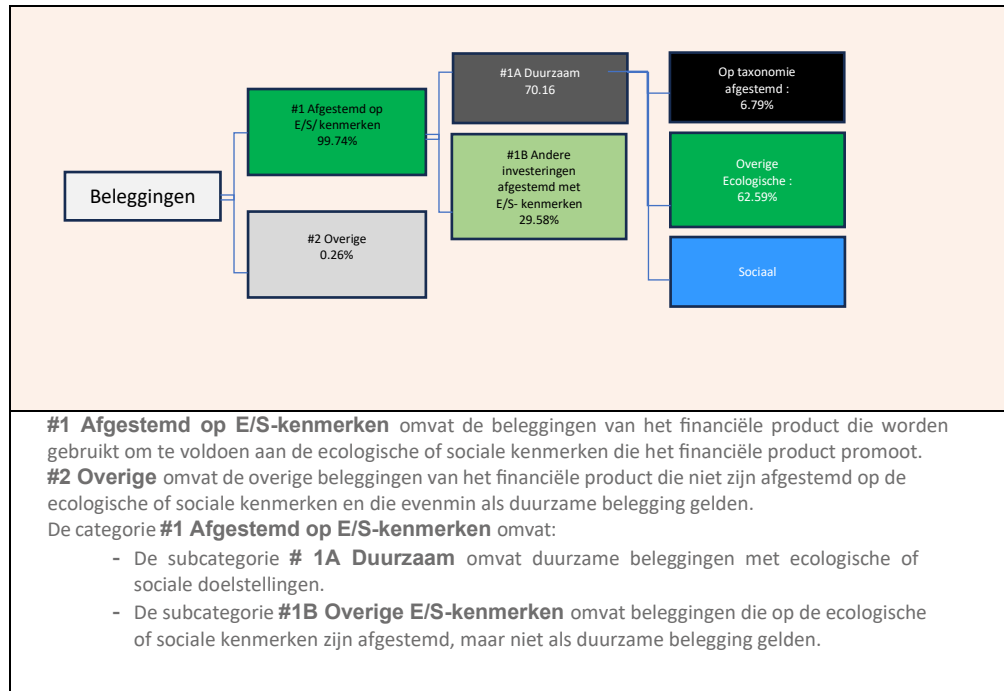 Beleggingen
#1 Afgestemd op
E/S/ kenmerken
99.74%
#2 Overige
0.26%
#1A Duurzaam
70.16
#1B Andere
investeringen
afgestemd met
E/S- kenmerken
29.58%
Op taxonomie
afgestemd :
6.79%
Overige
Ecologische :
62.59%
Sociaal
#1 Afgestemd op E/S-kenmerken omvat de beleggingen van het financiële product die worden
gebruikt om te voldoen aan de ecologische of sociale kenmerken die het financiële product promoot.
#2 Overige omvat de overige beleggingen van het financiële product die niet zijn afgestemd op de
ecologische of sociale kenmerken en die evenmin als duurzame belegging gelden.
De categorie #1 Afgestemd op E/S-kenmerken omvat:
- De subcategorie # 1A Duurzaam omvat duurzame beleggingen met ecologische of
sociale doelstellingen.
- De subcategorie #1B Overige E/S-kenmerken omvat beleggingen die op de ecologische
of sociale kenmerken zijn afgestemd, maar niet als duurzame belegging gelden.